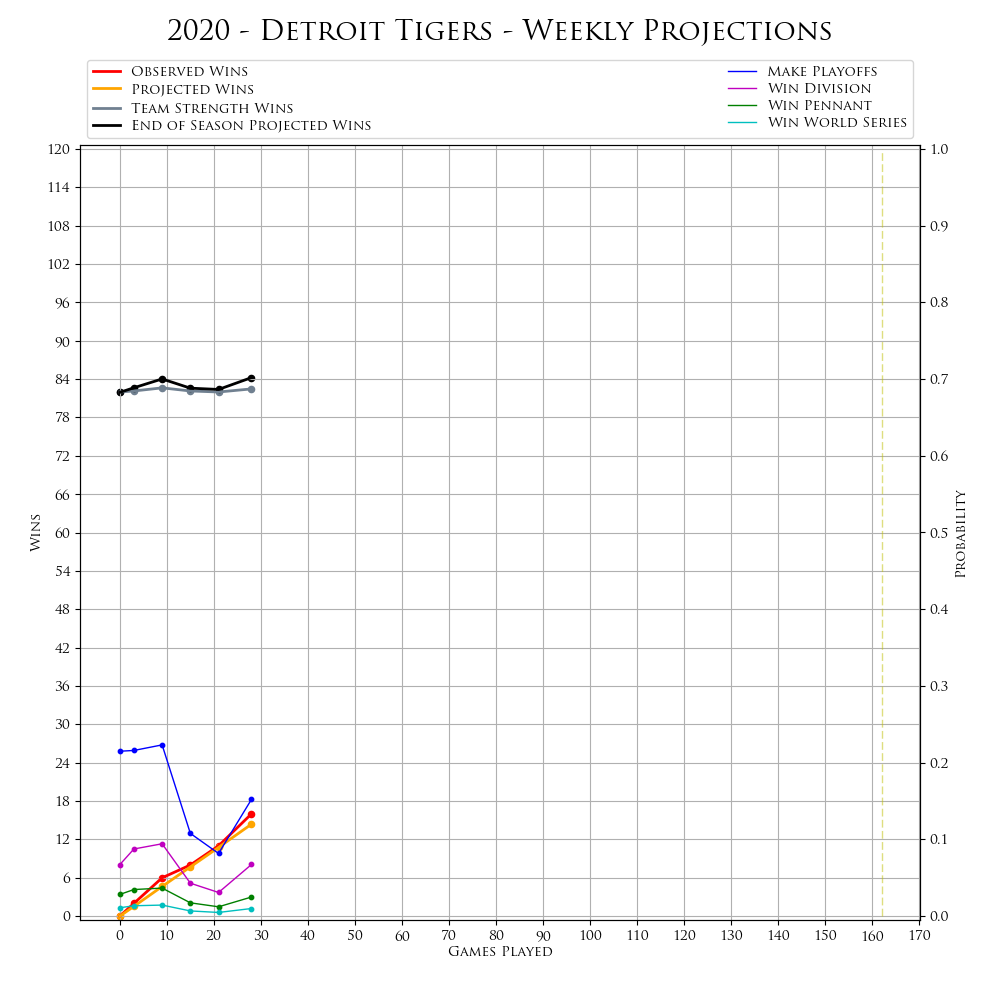 2020 - Detroit Tigers - Weekly Projections
Observed Wins
Projected Wins
Team Strength Wins
End of Season Projected Wins
Make Playoffs
Win Division
Win Pennant
Win World Series
120
114
108
102
96
90
84
78
72
66
60
54
48
42
36
30
24
18
12
6
0
Wins
1.0
0.9
0.8
0.7
0.6
0.5
0.4
0.3
0.2
0.1
0.0
Probability
0 10 20 30 40 50 60 70 80 90 100 110 120 130 140 150 160 170
Games Played